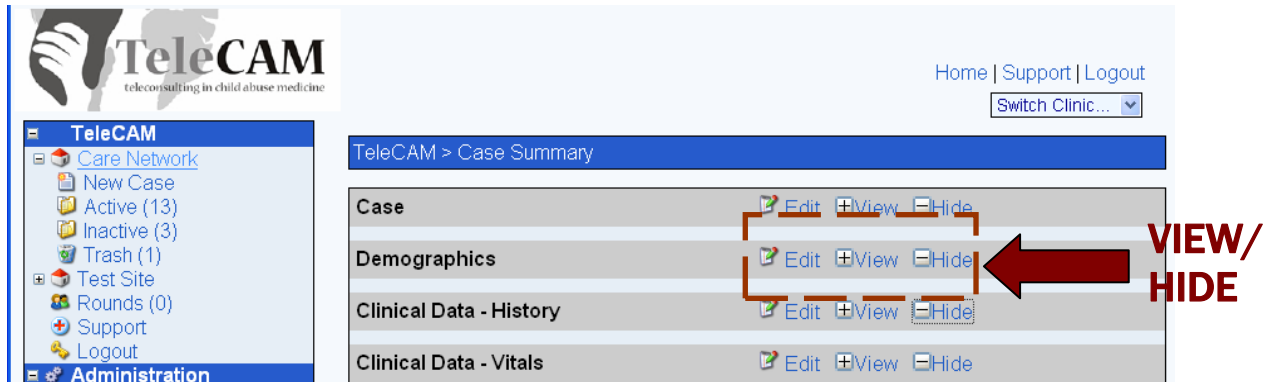 TeleCAM
teleconsulting in child abuse medicine
Home | Support | Logout
Switch Clinic...
TeleCAM
Care Network
New Case
Active (13)
Inactive (3)
Trash (1)
Test Site
Rounds (0)
Support
Logout
Administration
TeleCAM > Case Summary
Case Edit View Hide
Demographics Edit View Hide
Clinical Data - History Edit View Hide
Clinical Data - Vitals Edit View Hide
VIEW/
HIDE